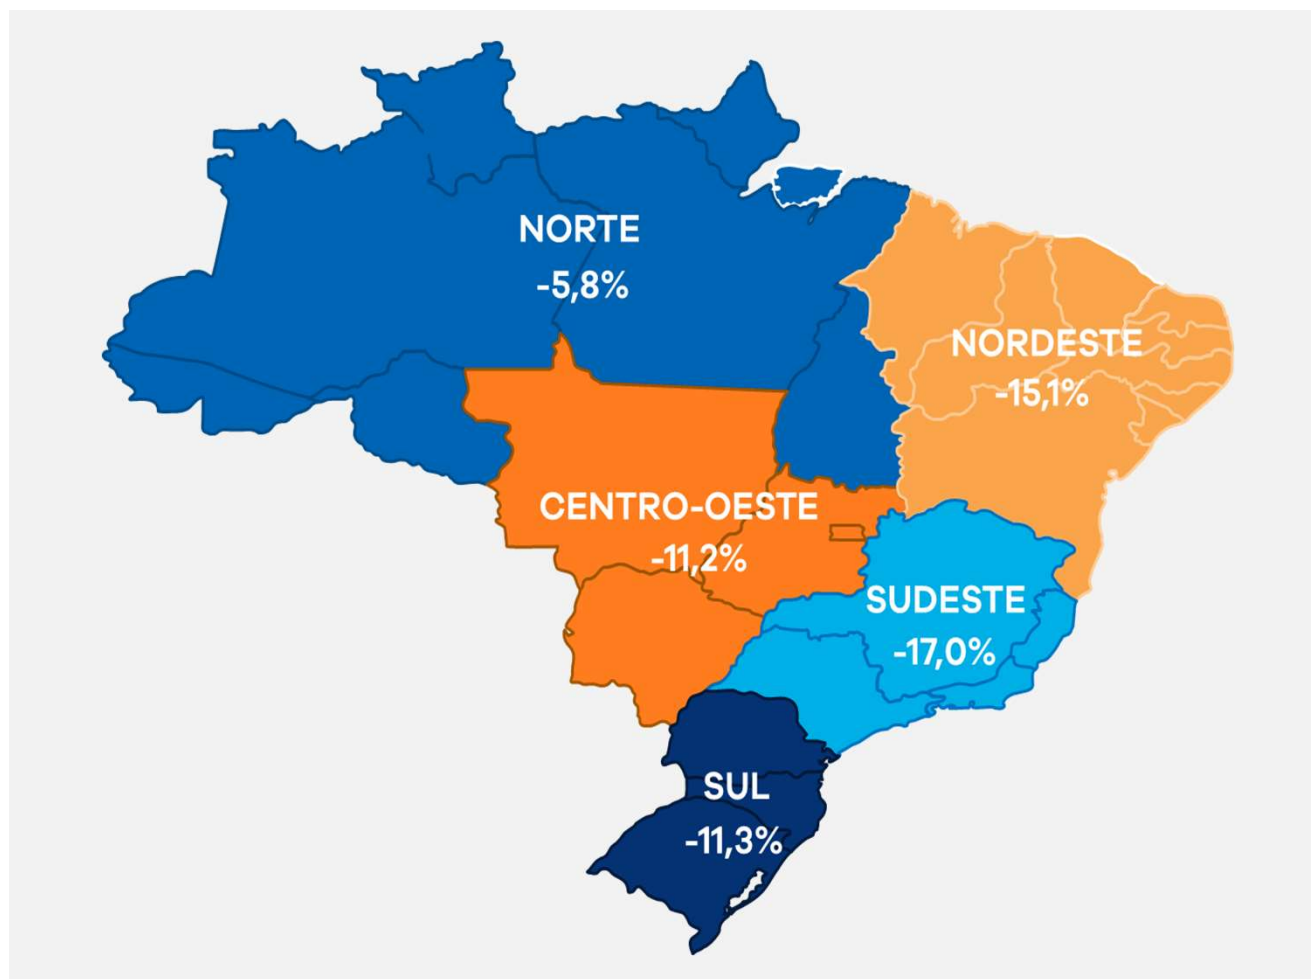 NORTE
-5,8%
NORDESTE
-15,1%
CENTRO-OESTE
-11,2%
SUDESTE
-17,0%
SUL
-11,3%